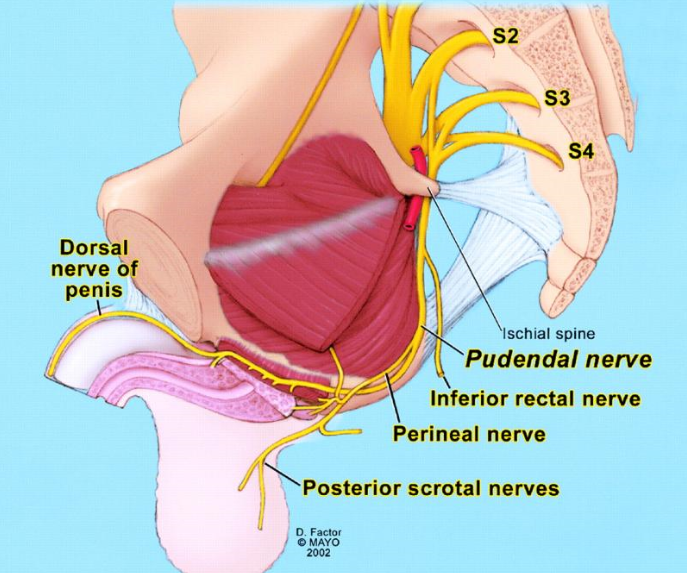 S2
S3
S4
Dorsal
nerve of
penis
Ischial spine
Pudendal nerve
Inferior rectal nerve
Perineal nerve
Posterior scrotal nerves
D. Factor
© MAYO
2002